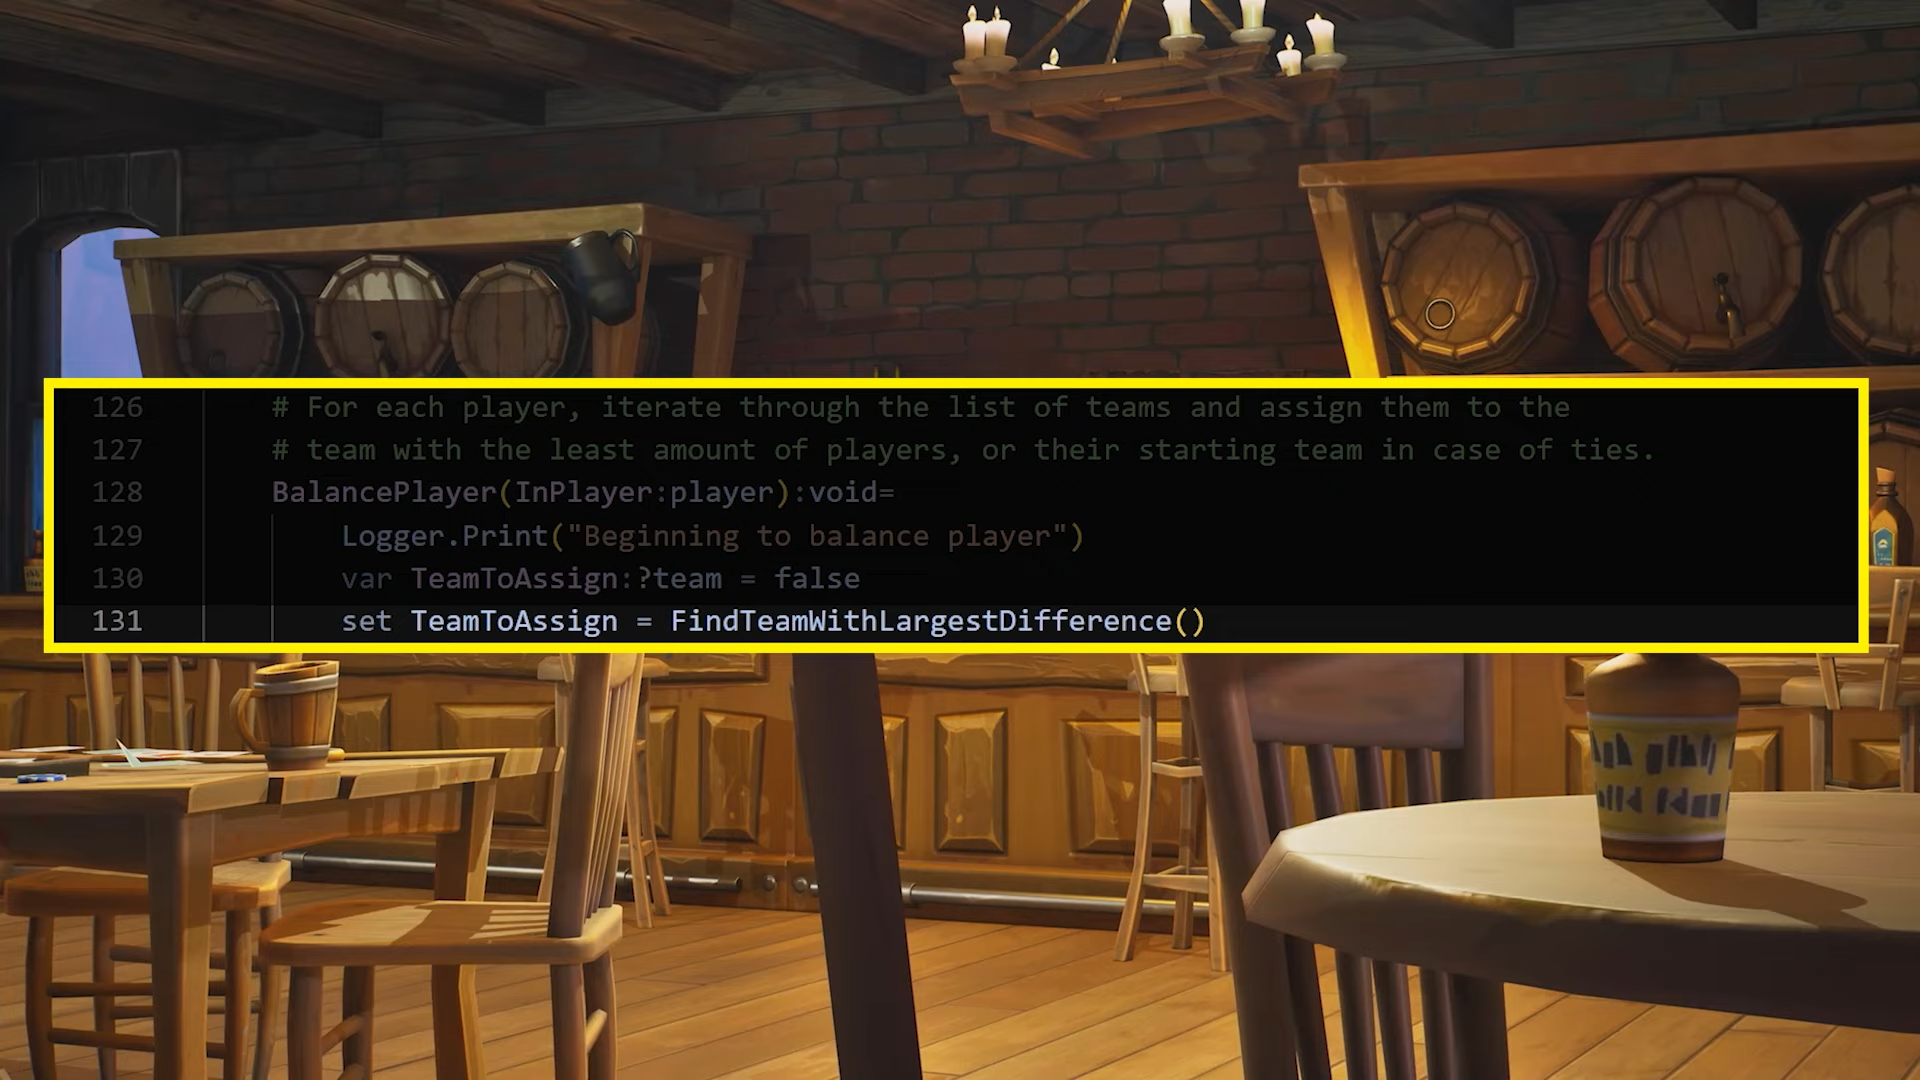 126 # For each player, iterate through the list of teams and assign them to the
127 # team with the least amount of players, or their starting team in case of ties.
128 BalancePlayer(InPlayer:player):void=
129 Logger.Print("Beginning to balance player")
130 var TeamToAssign:?team = false
131 set TeamToAssign = FindTeamWithLargestDifference()